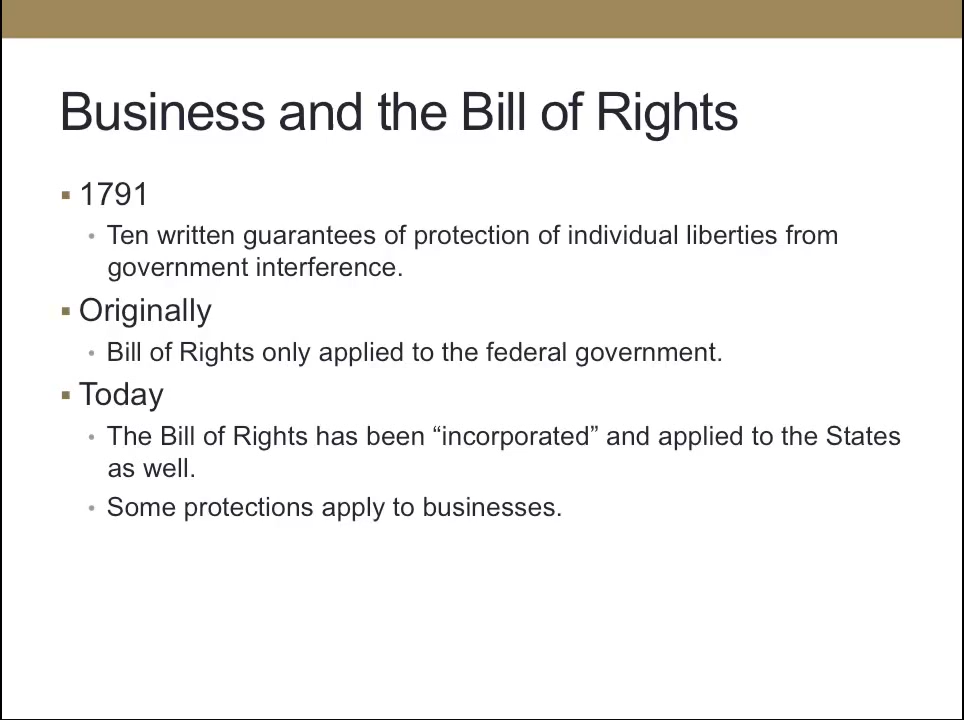 Business and the Bill of Rights
▪ 1791
• Ten written guarantees of protection of individual liberties from
government interference.
▪ Originally
• Bill of Rights only applied to the federal government.
▪ Today
• The Bill of Rights has been “incorporated” and applied to the States
as well.
• Some protections apply to businesses.